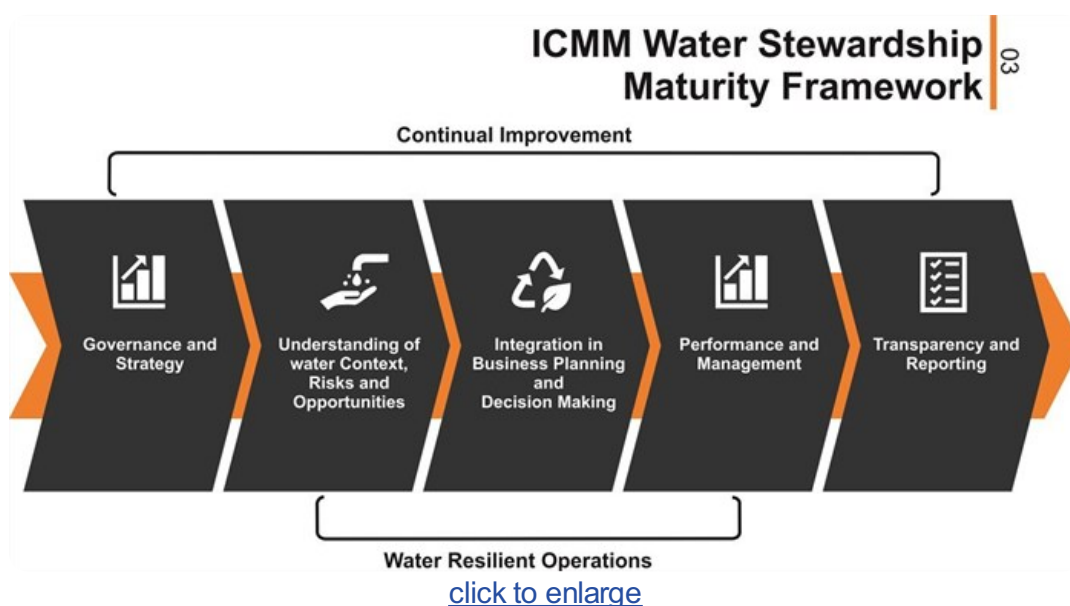 ICMM Water Stewardship
Maturity Framework
03
Continual Improvement
Governance and
Strategy
Understanding of
water Context,
Risks and
Opportunities
Integration in
Business Planning
and
Decision Making
Performance and
Management
Transparency and
Reporting
Water Resilient Operations
click to enlarge